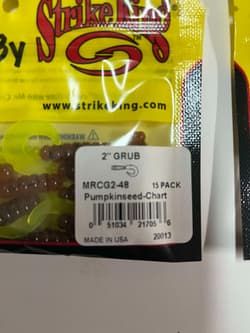 By Strike King
www.strikeking.com
2" GRUB
MRCG2-48 15 PACK
Pumpkinseed-Chart
0 51034 21705 6
MADE IN USA 20013